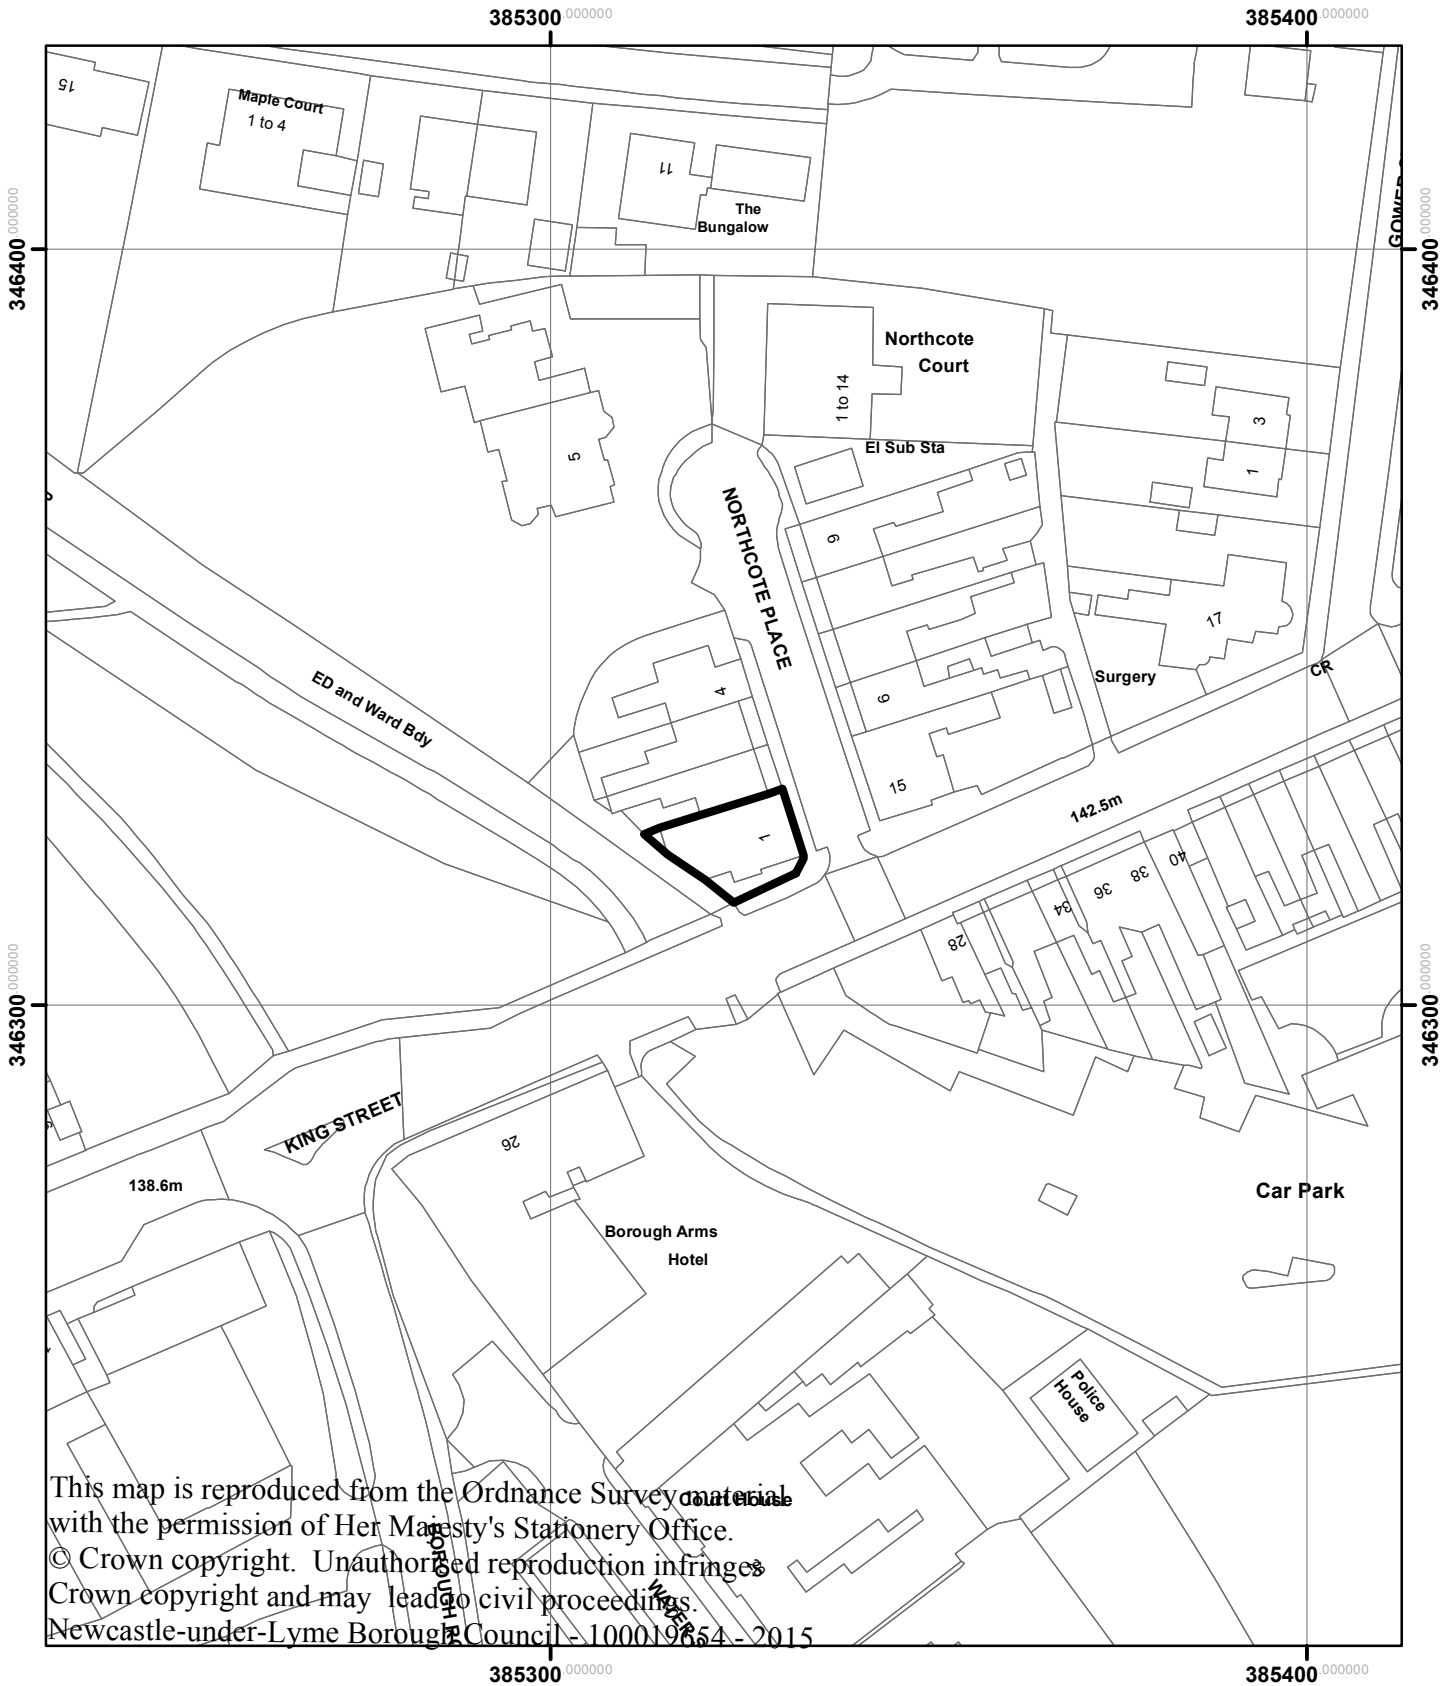 385300.000000
385400.000000
15
Maple Court
1 to 4
11
The
Bungalow
346400.000000
346400.000000
Northcote
Court
1 to 14
El Sub Sta
3
1
5
NORTHCOTE PLACE
9
17
ED and Ward Bdy
4
6
Surgery
CR
15
142.5m
1
40
38
36
34
28
346300.000000
346300.000000
KING STREET
26
138.6m
Car Park
Borough Arms
Hotel
Police
House
Court House
This map is reproduced from the Ordnance Survey material
with the permission of Her Majesty's Stationery Office.
© Crown copyright. Unauthorised reproduction infringes
Crown copyright and may lead to civil proceedings.
Newcastle-under-Lyme Borough Council - 100019654 - 2015
385300.000000
385400.000000